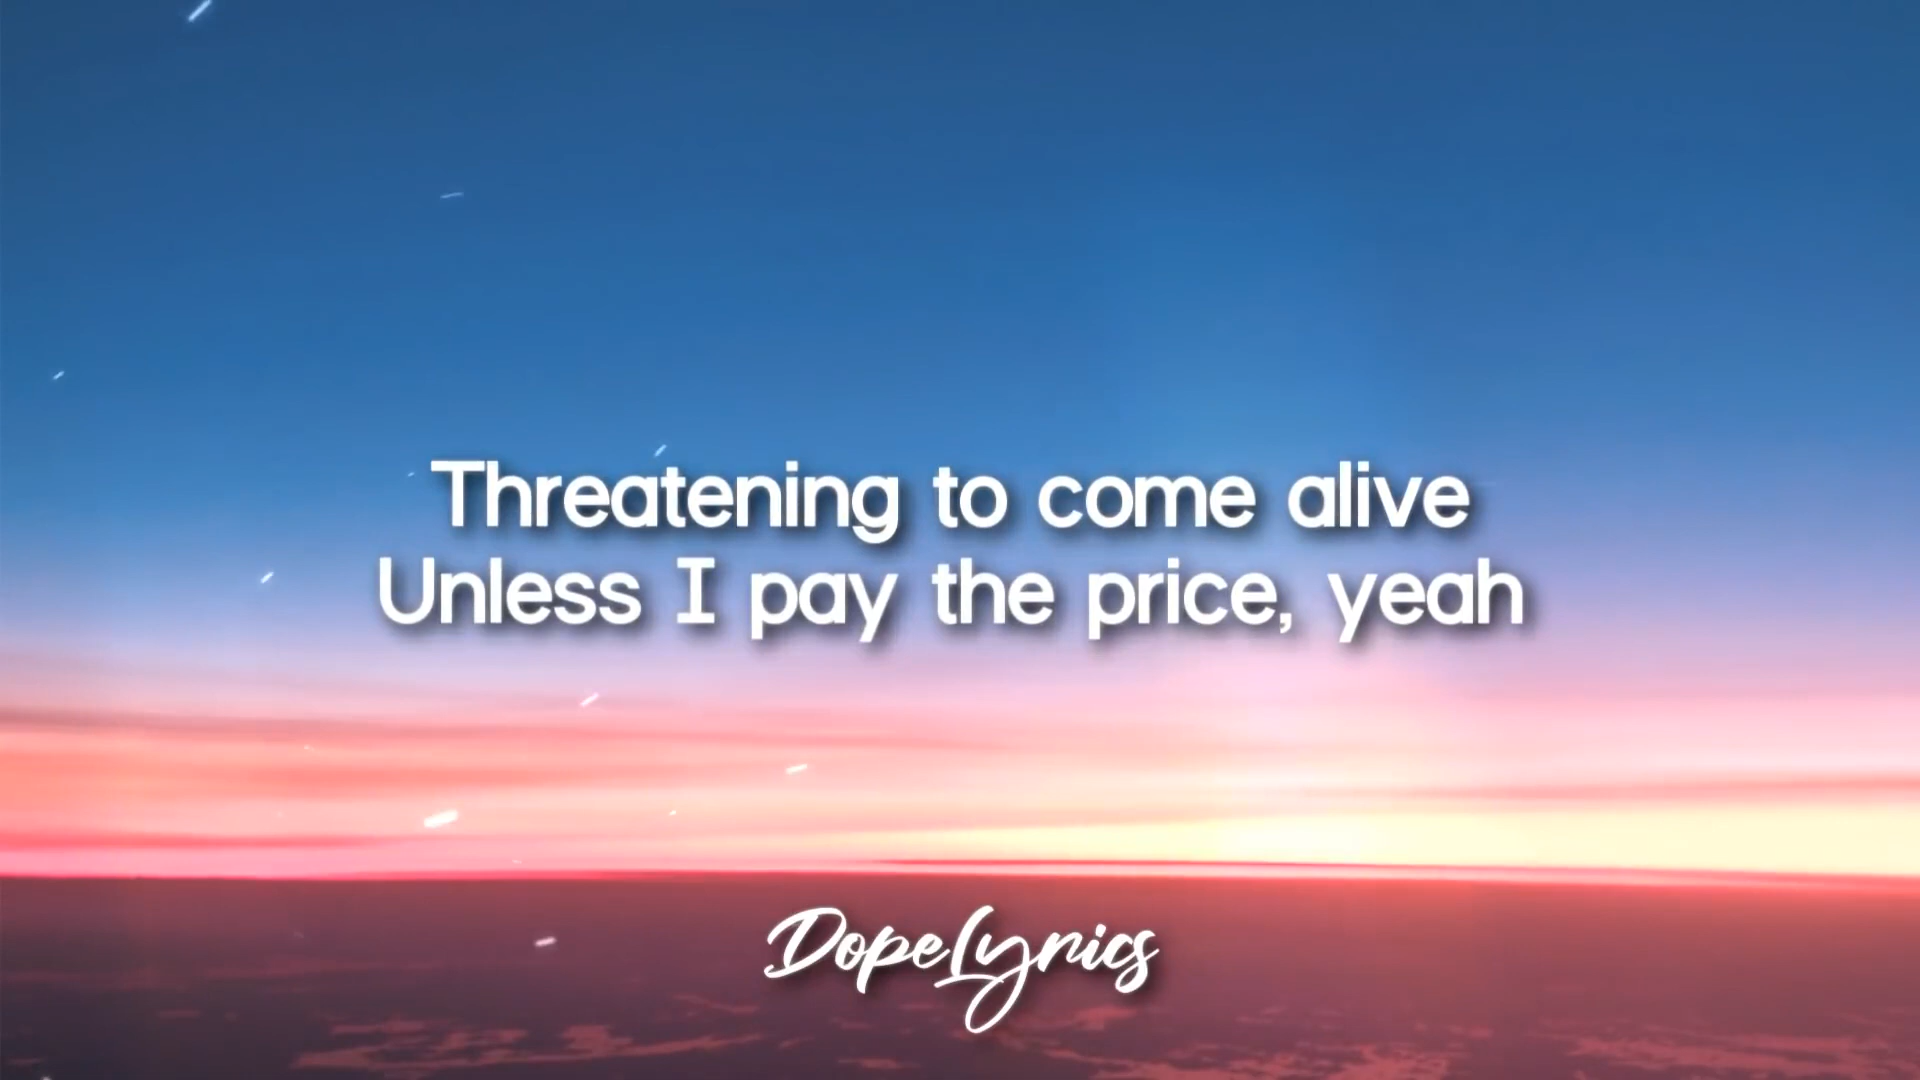 Threatening to come alive
Unless I pay the price, yeah
DopeLyrics